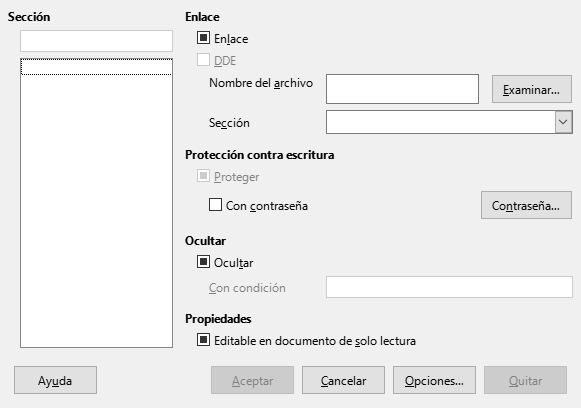 Sección
Enlace
Enlace
DDE
Nombre del archivo
Examinar...
Sección
Protección contra escritura
Proteger
Con contraseña
Contraseña...
Ocultar
Ocultar
Con condición
Propiedades
Editable en documento de solo lectura
Ayuda
Aceptar
Cancelar
Opciones...
Quitar